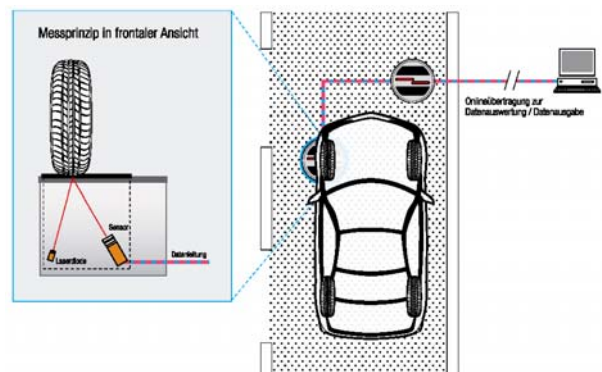 Messprinzip in frontaler Ansicht
Sensor
Laserdiode
Datenleitung
Onlineübertragung zur
Datenauswertung / Datenausgabe